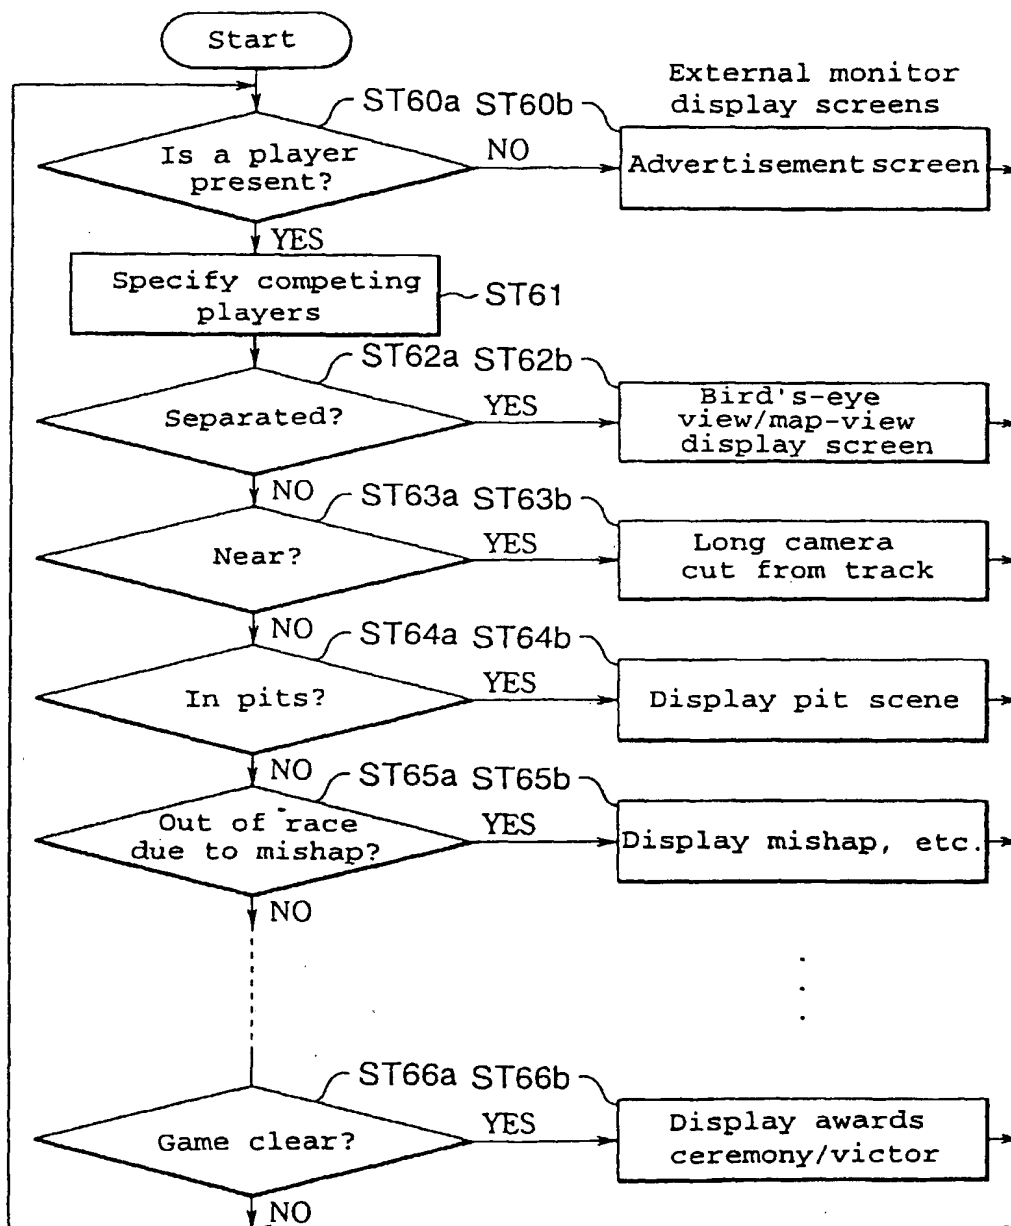 Start
External monitor
display screens
ST60a ST60b
Is a player
present?
NO
Advertisement screen
YES
Specify competing
players
ST61
ST62a ST62b
Separated?
YES
Bird's-eye
view/map-view
display screen
NO
ST63a ST63b
Near?
YES
Long camera
cut from track
NO
ST64a ST64b
In pits?
YES
Display pit scene
NO
ST65a ST65b
Out of race
due to mishap?
YES
Display mishap, etc.
NO
ST66a ST66b
Game clear?
YES
Display awards
ceremony/victor
NO